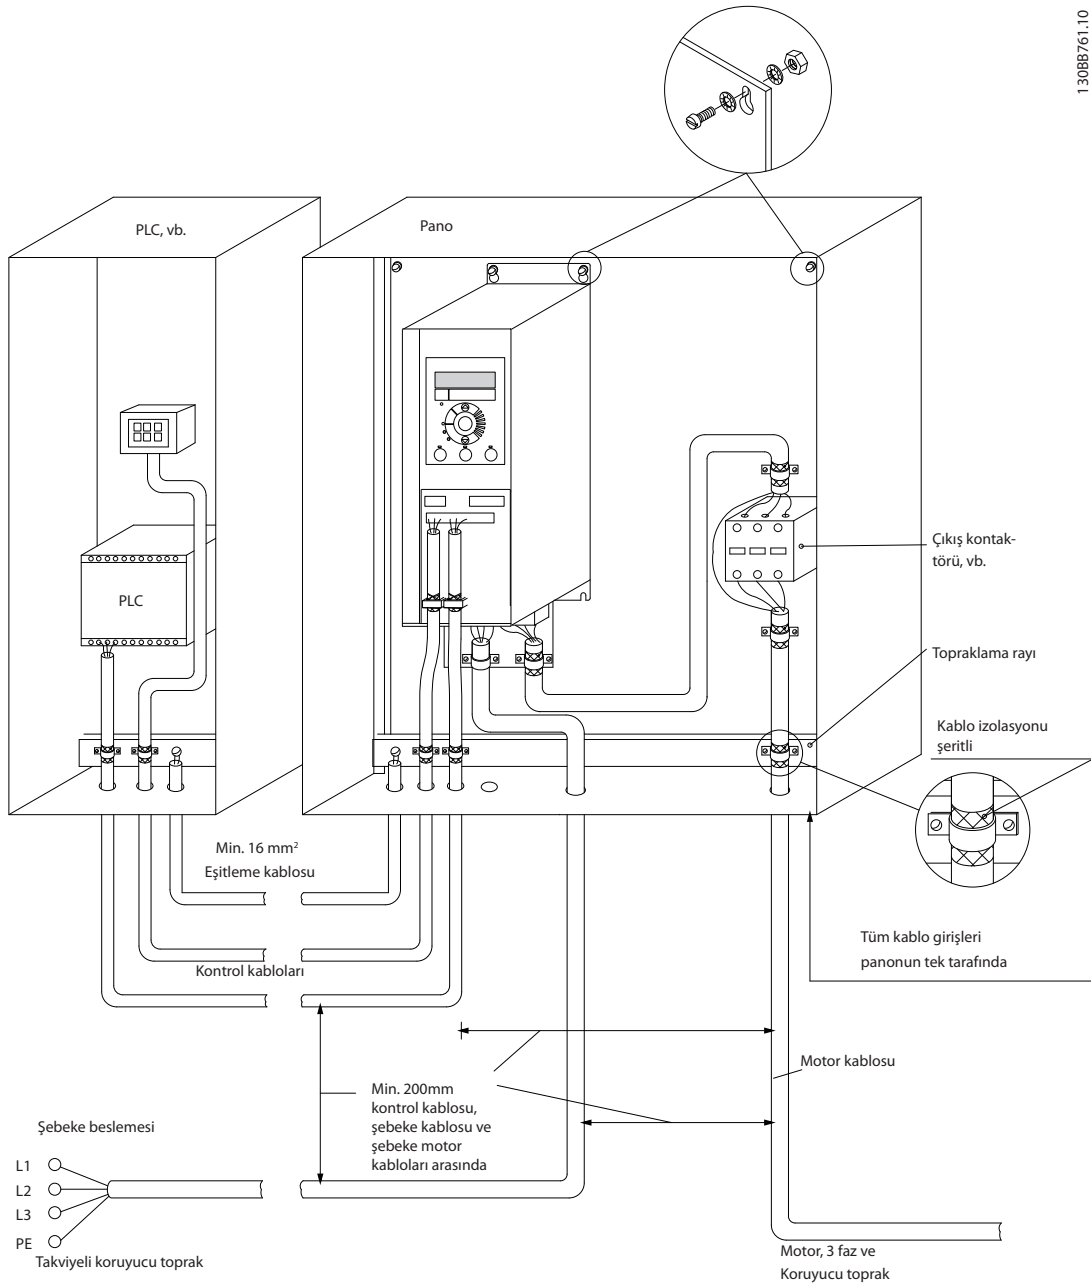 130BB761.10
PLC, vb.
Pano
PLC
Çıkış kontak-
törü, vb.
Topraklama rayı
Kablo izolasyonu
şeritli
Min. 16 mm²
Eşitleme kablosu
Kontrol kabloları
Tüm kablo girişleri
panonun tek tarafında
Motor kablosu
Min. 200mm
kontrol kablosu,
şebeke kablosu ve
şebeke motor
kabloları arasında
Şebeke beslemesi
L1
L2
L3
PE
Takviyeli koruyucu toprak
Motor, 3 faz ve
Koruyucu toprak